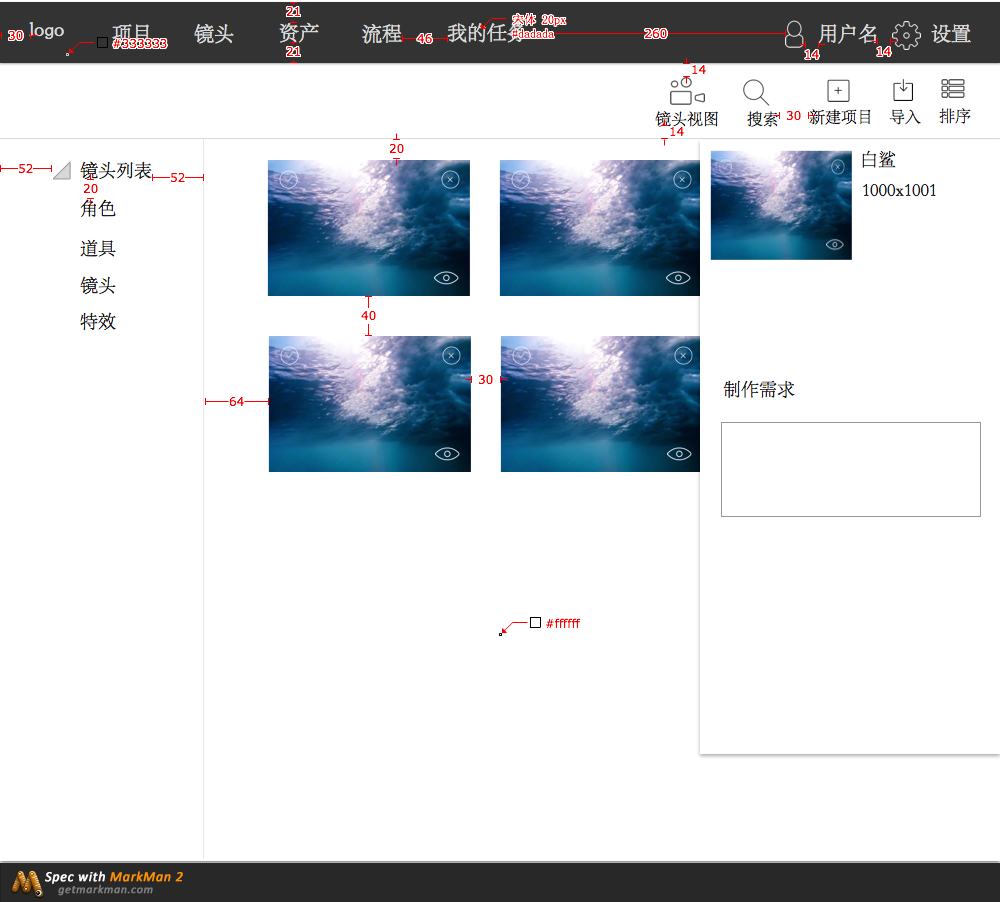 21
30 logo 项目 镜头 资产 流程 46 我的任务 宋体 20px 260 用户名 设置
#333333 #dadada
21 14 14
14
镜头视图 搜索 30 新建项目 导入 排序
14
20
52 镜头列表 52
20
角色
道具
镜头
特效
白鲨
1000x1001
40
30
64
制作需求
#ffffff
Spec with MarkMan 2
getmarkman.com